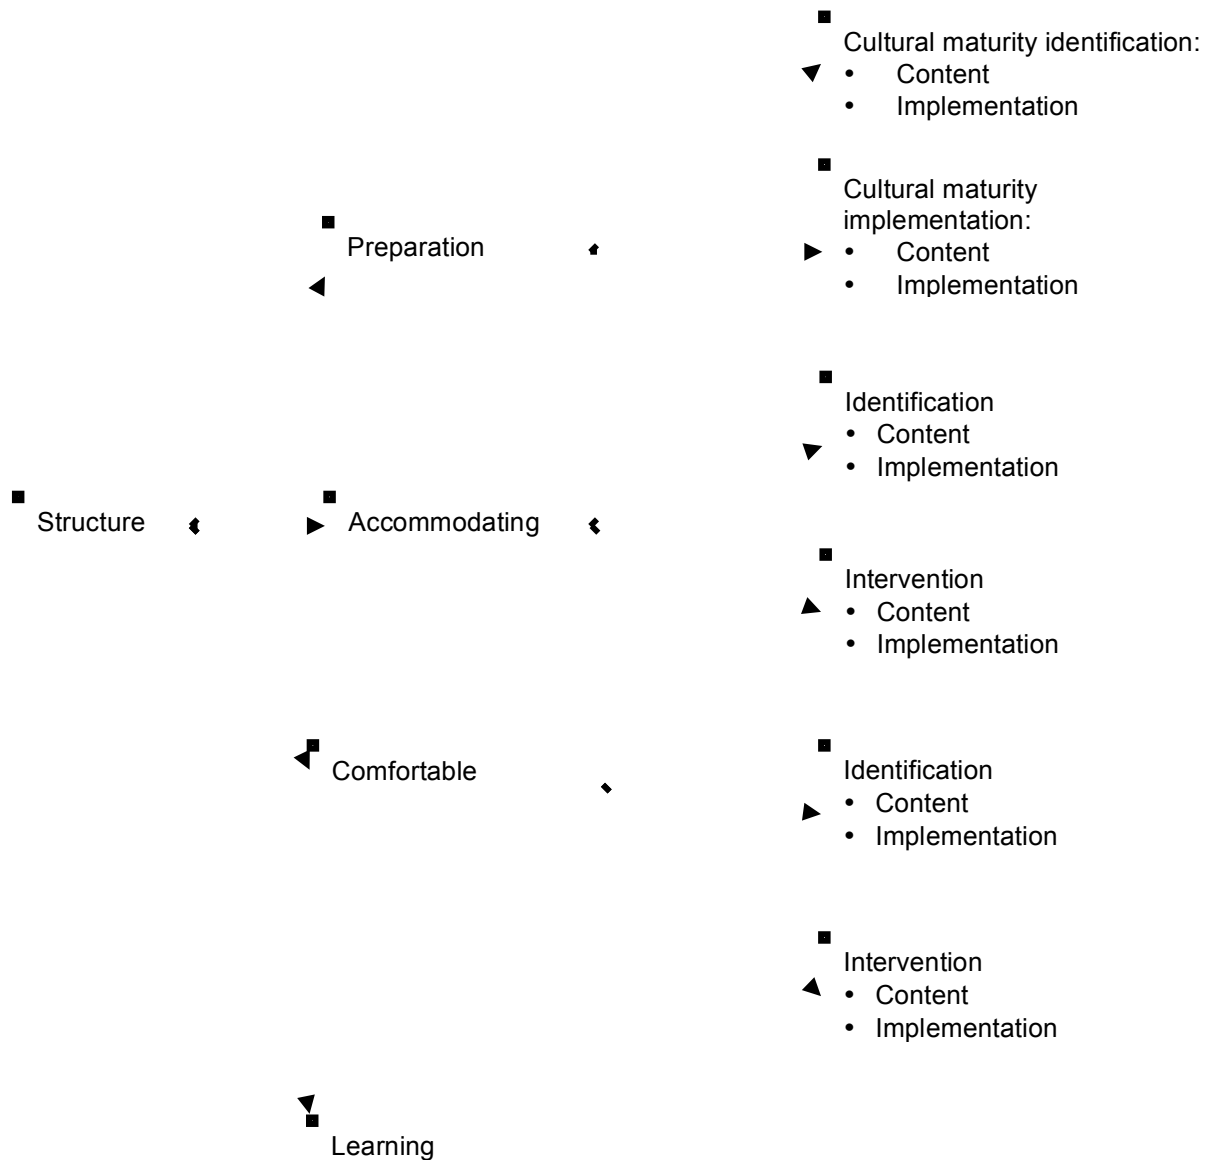 Cultural maturity identification:
• Content
• Implementation
Cultural maturity
implementation:
• Content
• Implementation
Preparation
Identification
• Content
• Implementation
Structure
Accommodating
Intervention
• Content
• Implementation
Comfortable
Identification
• Content
• Implementation
Intervention
• Content
• Implementation
Learning